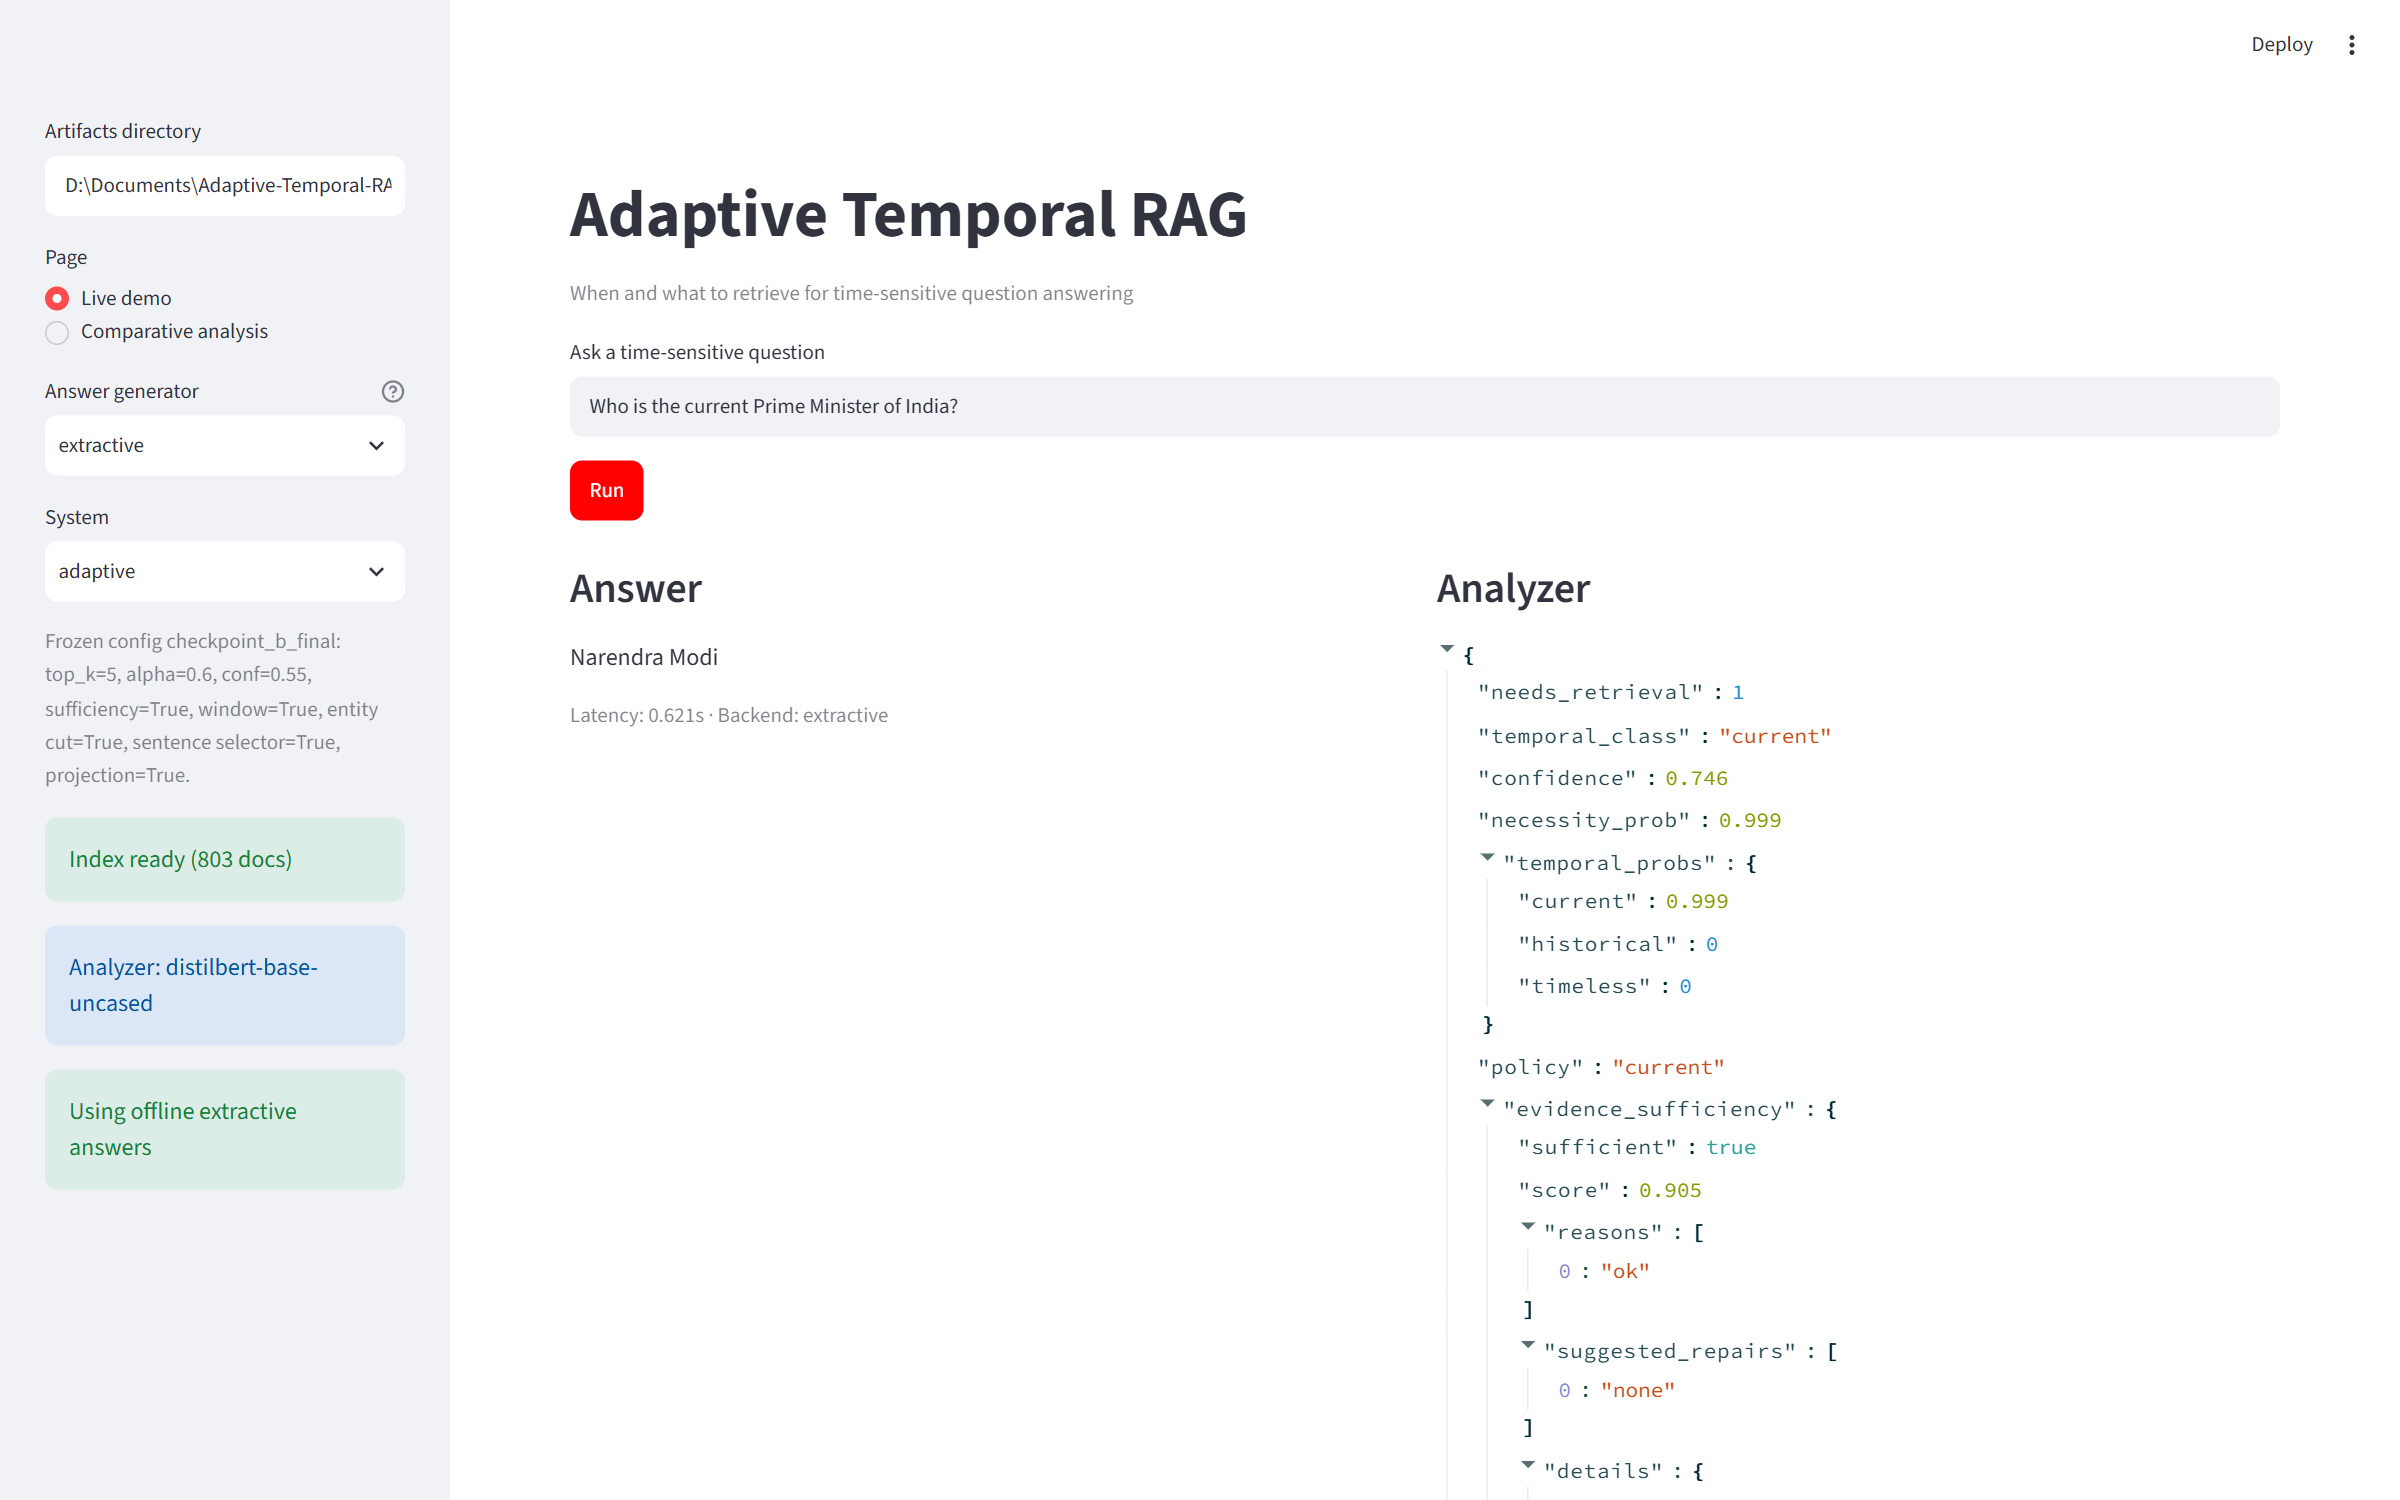 Deploy
Artifacts directory
D:\Documents\Adaptive-Temporal-RA
Page
Live demo
Comparative analysis
Answer generator
extractive
System
adaptive
Frozen config checkpoint_b_final:
top_k=5, alpha=0.6, conf=0.55,
sufficiency=True, window=True, entity
cut=True, sentence selector=True,
projection=True.
Index ready (803 docs)
Analyzer: distilbert-base-
uncased
Using offline extractive
answers
Adaptive Temporal RAG
When and what to retrieve for time-sensitive question answering
Ask a time-sensitive question
Who is the current Prime Minister of India?
Run
Answer
Narendra Modi
Latency: 0.621s · Backend: extractive
Analyzer
{
"needs_retrieval" : 1
"temporal_class" : "current"
"confidence" : 0.746
"necessity_prob" : 0.999
"temporal_probs" : {
"current" : 0.999
"historical" : 0
"timeless" : 0
}
"policy" : "current"
"evidence_sufficiency" : {
"sufficient" : true
"score" : 0.905
"reasons" : [
0 : "ok"
]
"suggested_repairs" : [
0 : "none"
]
"details" : {